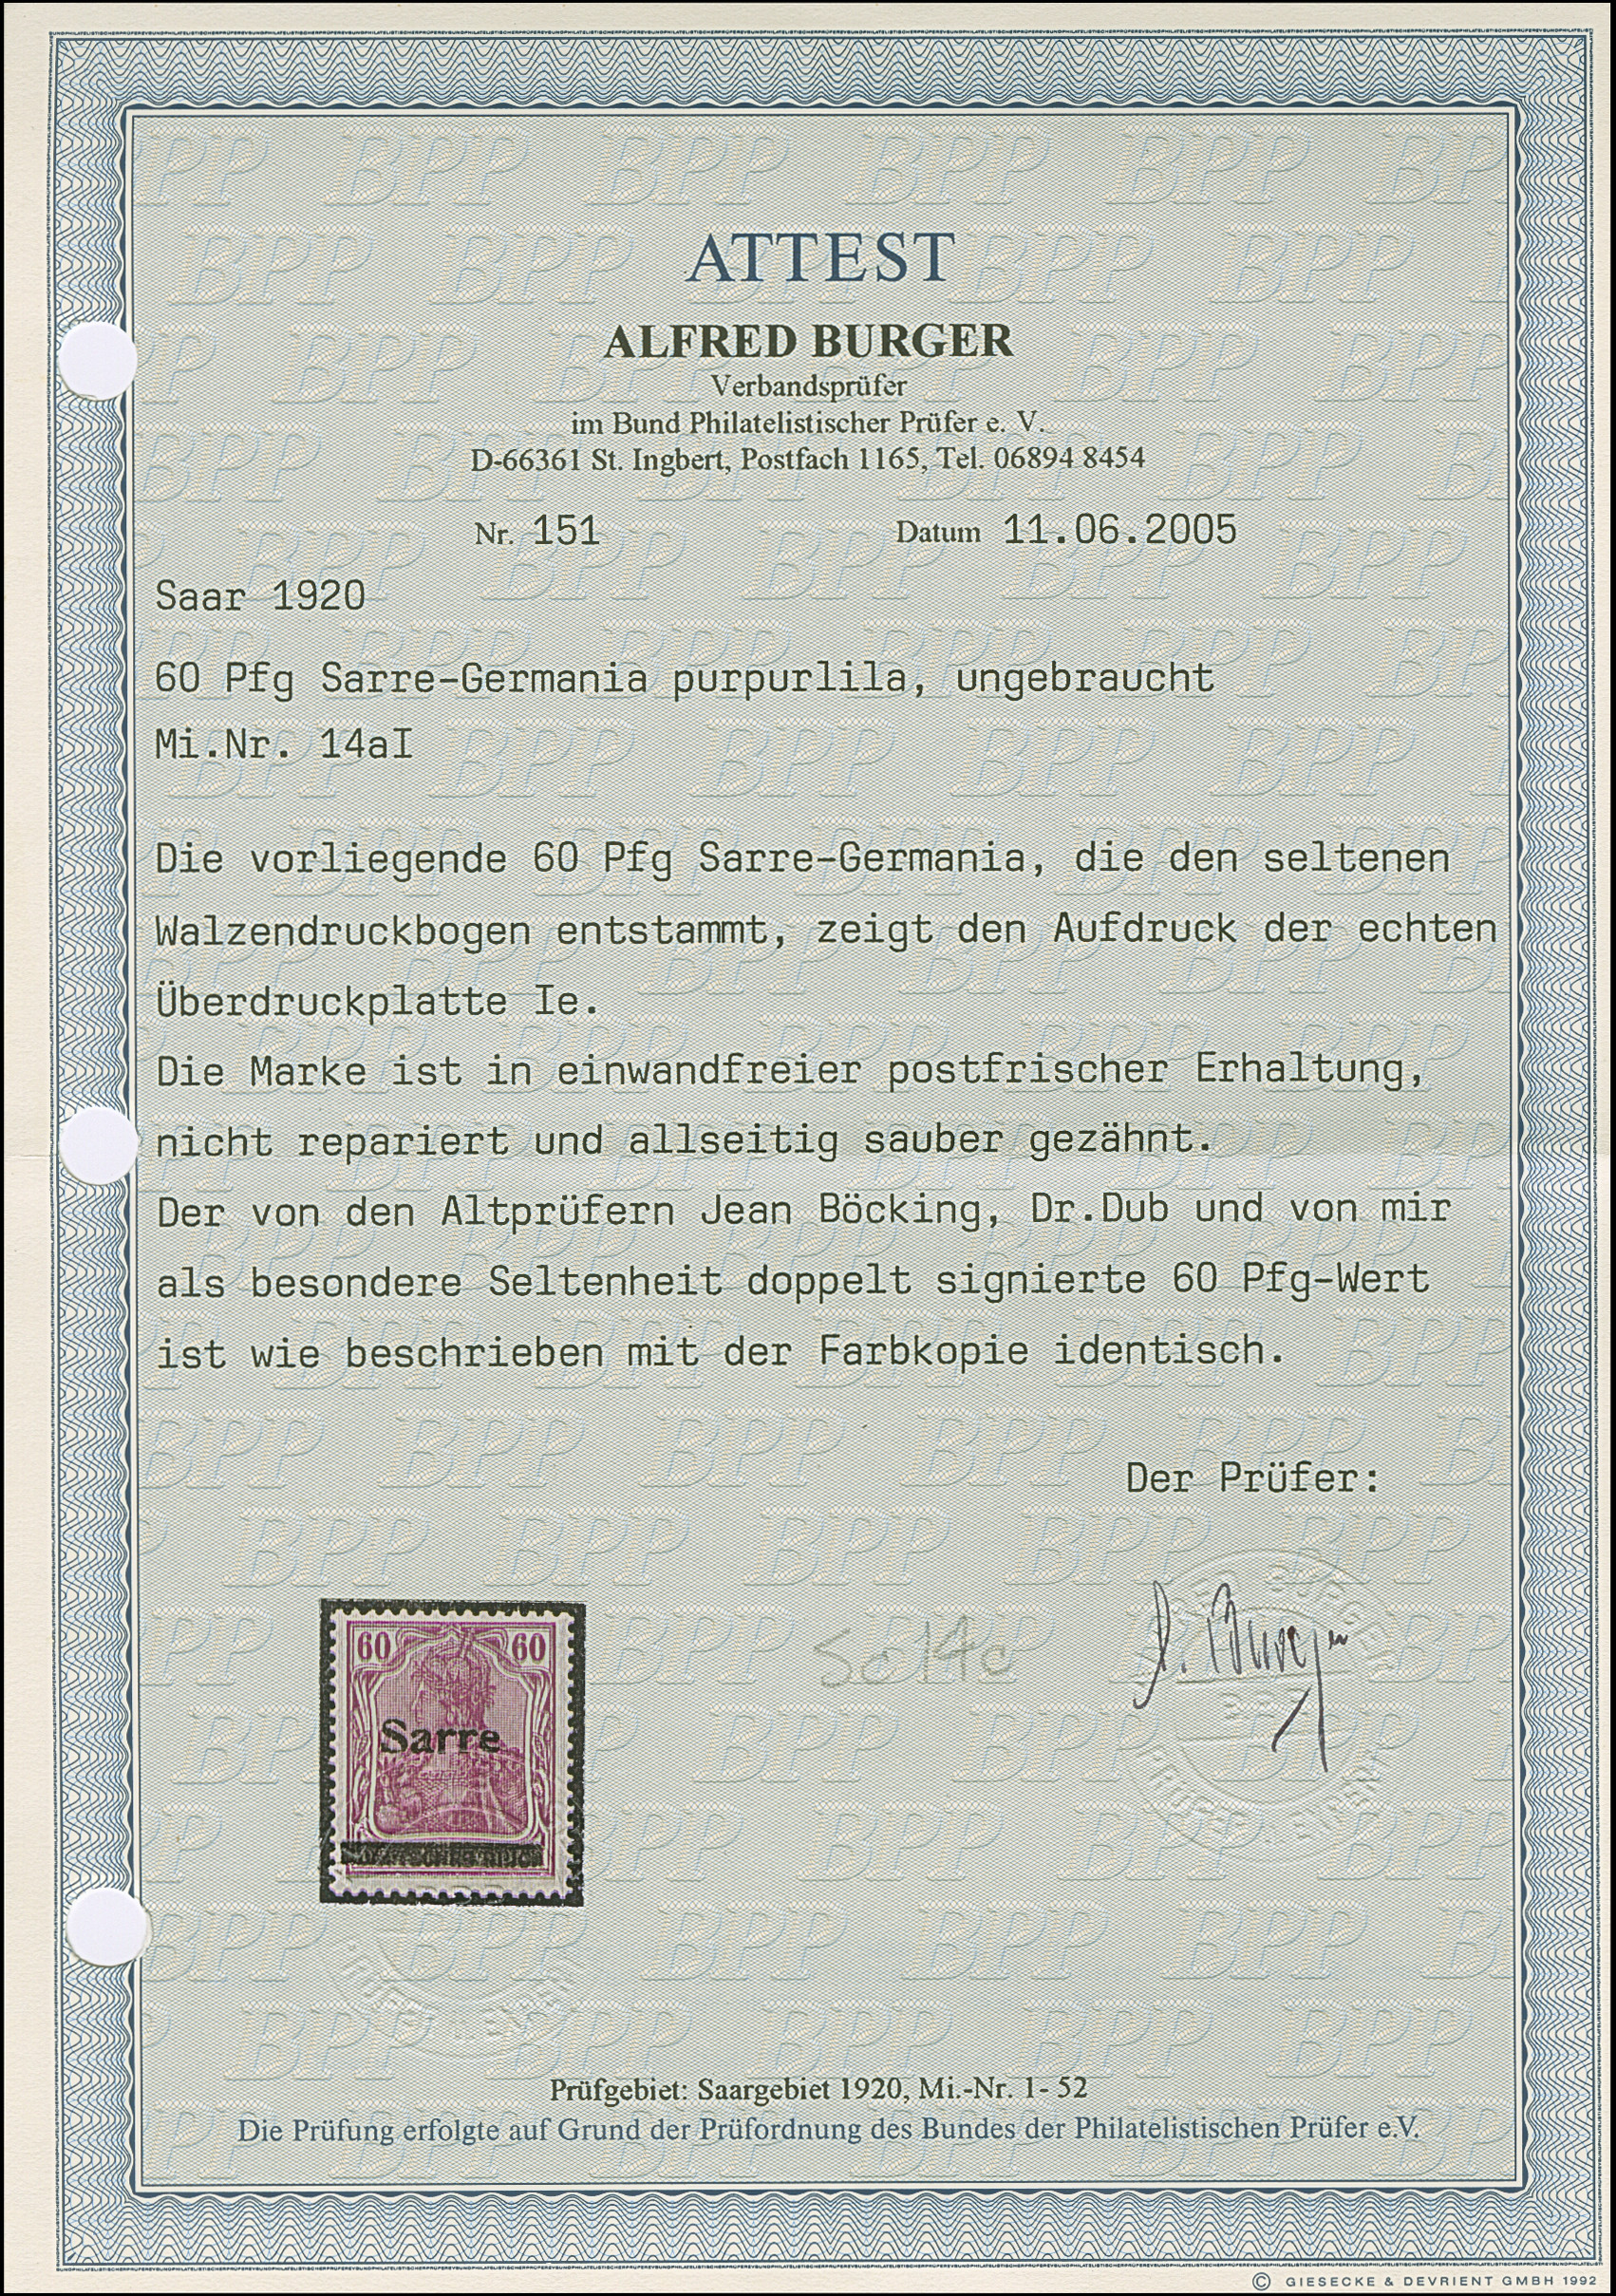 ATTEST
ALFRED BURGER
Verbandsprüfer
im Bund Philatelistischer Prüfer e. V.
D-66361 St. Ingbert, Postfach 1165, Tel. 06894 8454
Nr. 151 Datum 11.06.2005
Saar 1920
60 Pfg Sarre-Germania purpurlila, ungebraucht
Mi.Nr. 14aI
Die vorliegende 60 Pfg Sarre-Germania, die den seltenen
Walzendruckbogen entstammt, zeigt den Aufdruck der echten
Überdruckplatte Ie.
Die Marke ist in einwandfreier postfrischer Erhaltung,
nicht repariert und allseitig sauber gezähnt.
Der von den Altprüfern Jean Böcking, Dr.Dub und von mir
als besondere Seltenheit doppelt signierte 60 Pfg-Wert
ist wie beschrieben mit der Farbkopie identisch.
Der Prüfer:
60 60
Sarre
Prüfgebiet: Saargebiet 1920, Mi.-Nr. 1- 52
Die Prüfung erfolgte auf Grund der Prüfordnung des Bundes der Philatelistischen Prüfer e.V.
© GIESECKE & DEVRIENT GMBH 1992